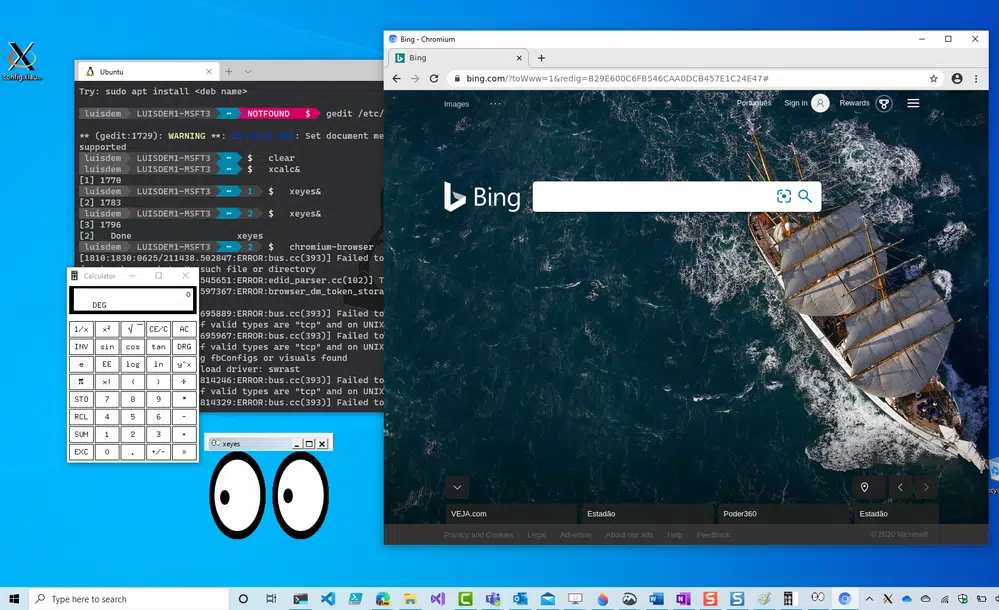 config.xlau...
Ubuntu
Try: sudo apt install <deb name>
luisdem LUISDEM1-MSFT3 ~ NOTFOUND $ gedit /etc/
** (gedit:1729): WARNING **: : Set document me
supported
luisdem LUISDEM1-MSFT3 ~ $ clear
luisdem LUISDEM1-MSFT3 ~ $ xcalc&
[1] 1770
luisdem LUISDEM1-MSFT3 ~ 1 $ xeyes&
[2] 1783
luisdem LUISDEM1-MSFT3 ~ 2 $ xeyes&
[3] 1796
[2] Done xeyes
luisdem LUISDEM1-MSFT3 ~ 2 $ chromium-browser
[1810:1830:0625/211438.502847:ERROR:bus.cc(393)] Failed to
such file or directory
545651:ERROR:edid_parser.cc(102)] T
597367:ERROR:browser_dm_token_stora
695889:ERROR:bus.cc(393)] Failed to
f valid types are "tcp" and on UNIX
695967:ERROR:bus.cc(393)] Failed to
f valid types are "tcp" and on UNIX
g fbConfigs or visuals found
load driver: swrast
814246:ERROR:bus.cc(393)] Failed to
f valid types are "tcp" and on UNIX
814329:ERROR:bus.cc(393)] Failed to
Calculator
0
DEG
1/x x² √ CE/C AC
INV sin cos tan DRG
e EE log ln y^x
π x! ( ) ÷
STO 7 8 9 *
RCL 4 5 6 -
SUM 1 2 3 +
EXC 0 . +/- =
xeyes
Bing - Chromium
Bing
bing.com/?toWww=1&redig=B29E600C6FB546CAA0DCB457E1C24E47#
Images ... Português Sign in Rewards
Bing
VEJA.com Estadão Poder360 Estadão
Privacy and Cookies Legal Advertise About our ads Help Feedback © 2020 Microsoft
Type here to search